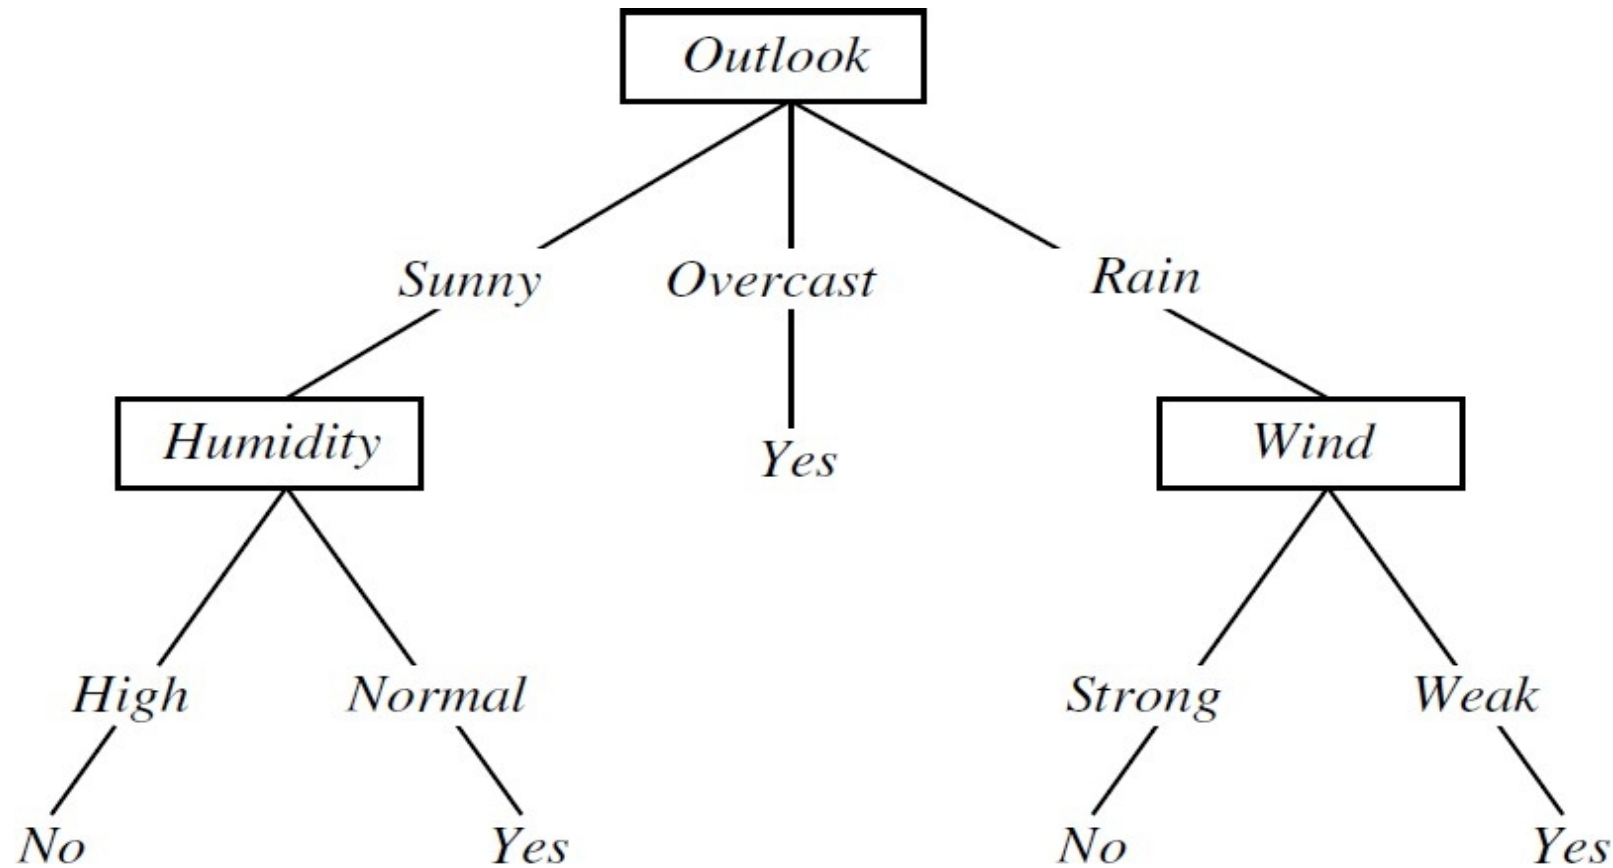 Outlook
Sunny Overcast Rain
Humidity Yes Wind
High Normal Strong Weak
No Yes No Yes